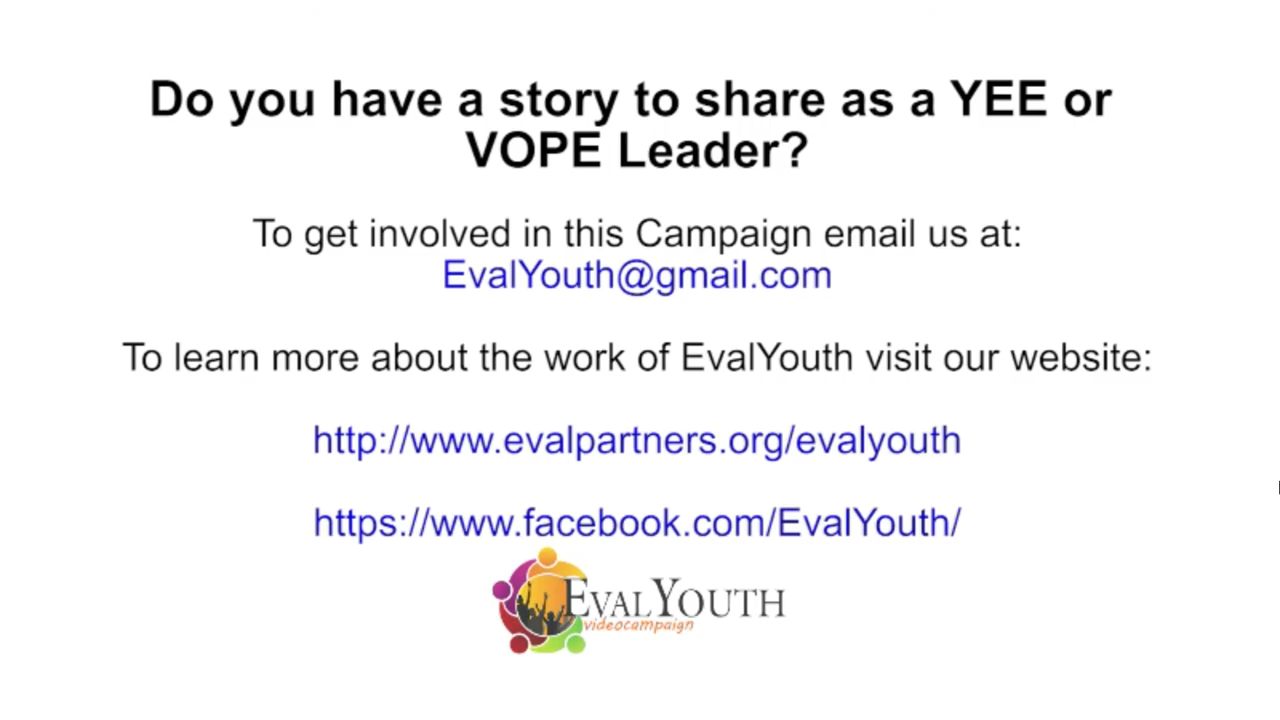 Do you have a story to share as a YEE or
VOPE Leader?
To get involved in this Campaign email us at:
EvalYouth@gmail.com
To learn more about the work of EvalYouth visit our website:
http://www.evalpartners.org/evalyouth
https://www.facebook.com/EvalYouth/
EVALYOUTH
videocampaign